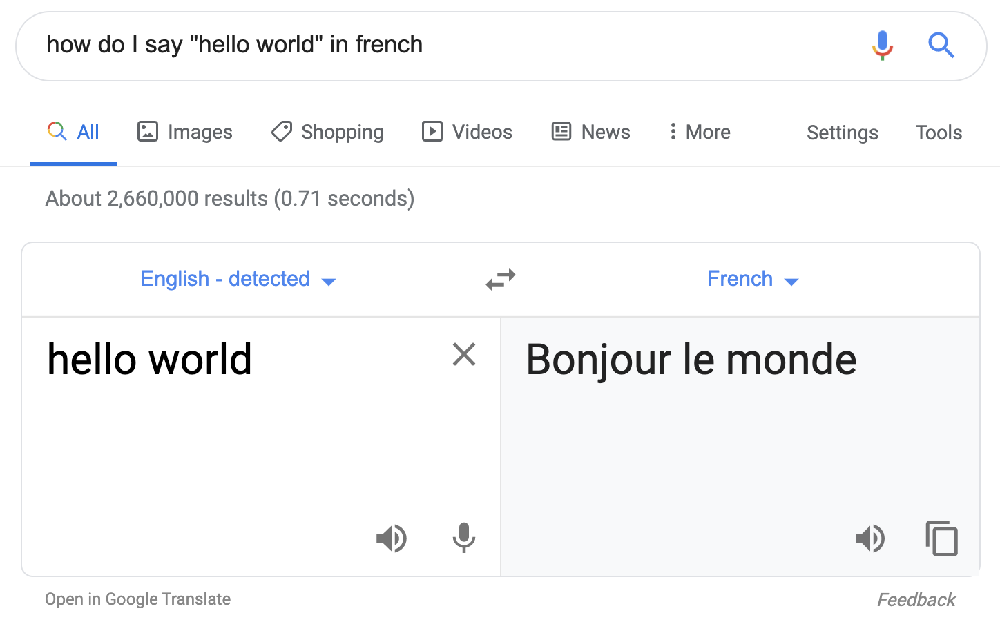 how do I say "hello world" in french
All Images Shopping Videos News More Settings Tools
About 2,660,000 results (0.71 seconds)
English - detected French
hello world Bonjour le monde
Open in Google Translate Feedback